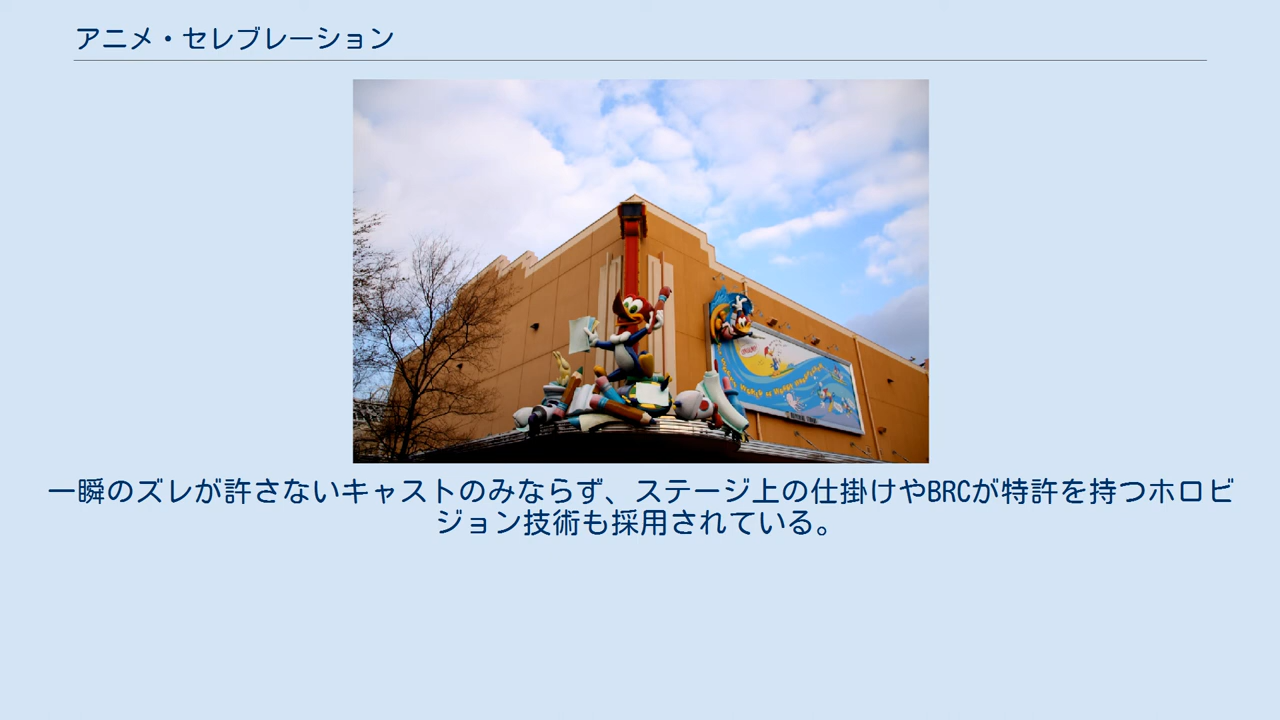 アニメ・セレブレーション
一瞬のズレが許さないキャストのみならず、ステージ上の仕掛けやBRCが特許を持つホロビ
ジョン技術も採用されている。